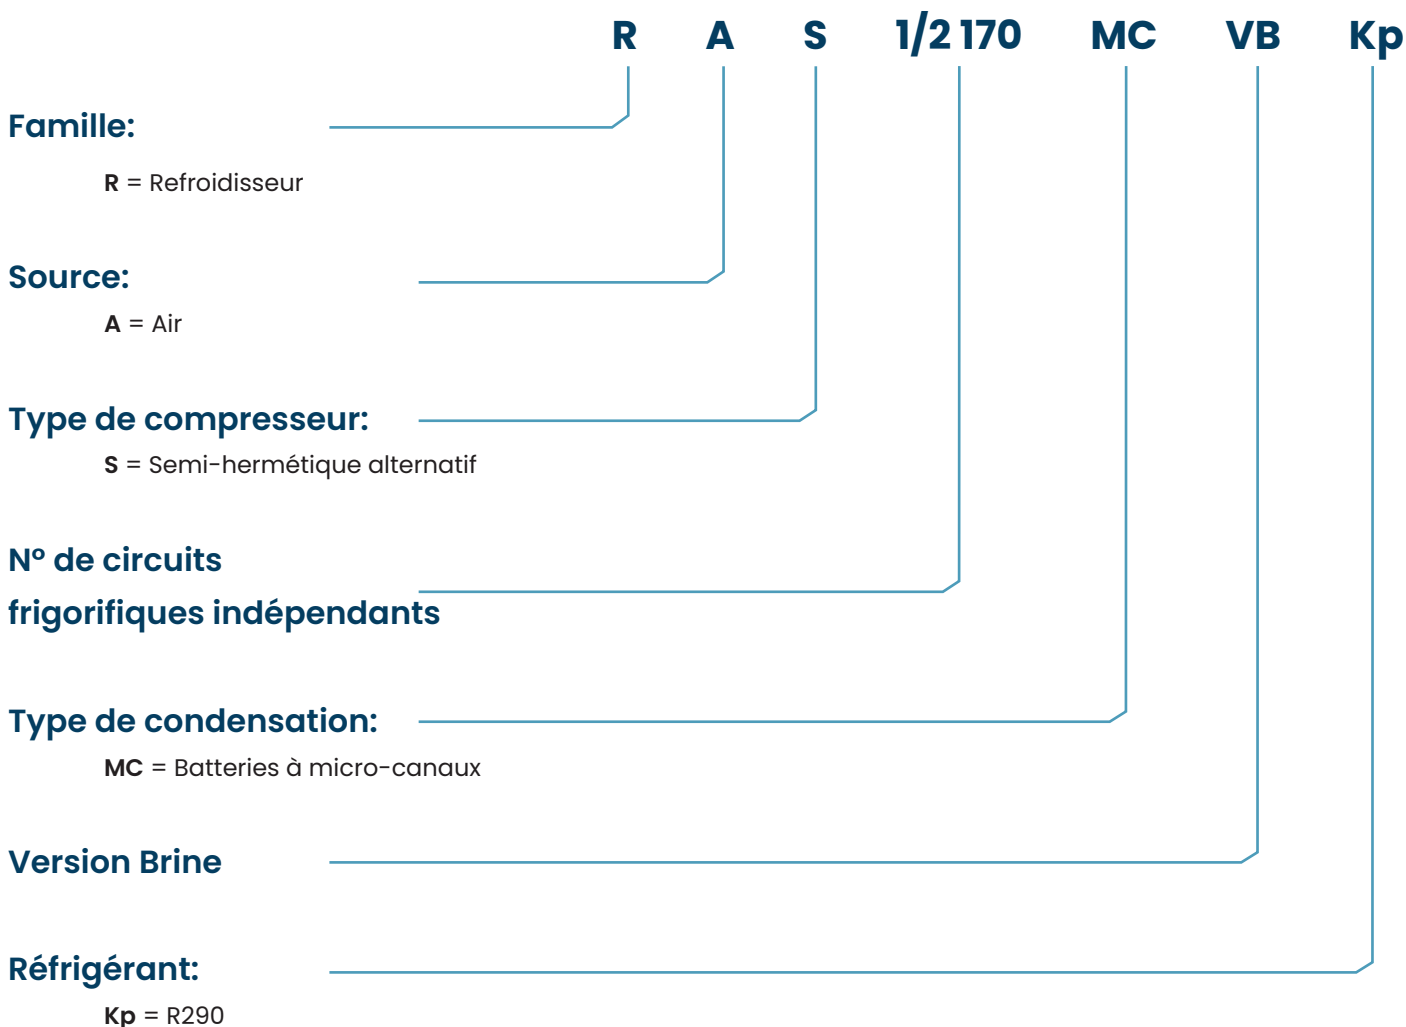 R A S 1/2 170 MC VB Kp
Famille:
R = Refroidisseur
Source:
A = Air
Type de compresseur:
S = Semi-hermétique alternatif
N° de circuits
frigorifiques indépendants
Type de condensation:
MC = Batteries à micro-canaux
Version Brine
Réfrigérant:
Kp = R290